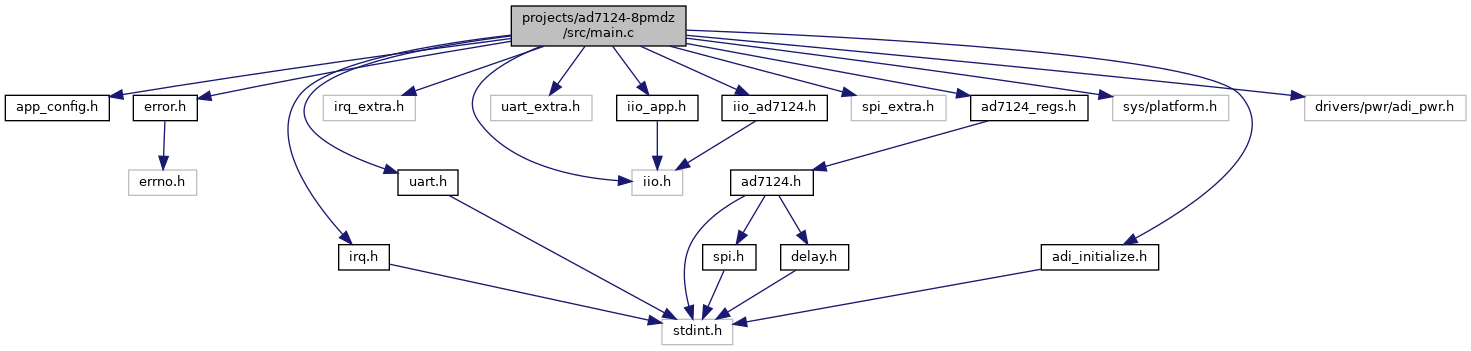 projects/ad7124-8pmdz
/src/main.c
app_config.h
error.h
irq_extra.h
uart_extra.h
iio_app.h
iio_ad7124.h
spi_extra.h
ad7124_regs.h
sys/platform.h
drivers/pwr/adi_pwr.h
errno.h
uart.h
iio.h
ad7124.h
irq.h
spi.h
delay.h
adi_initialize.h
stdint.h